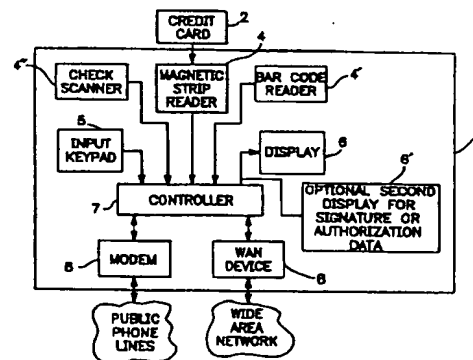 CREDIT
CARD
2
4
4"
CHECK
SCANNER
MAGNETIC
STRIP
READER
BAR CODE
READER
4'
5
INPUT
KEYPAD
DISPLAY
6
6'
OPTIONAL SECOND
DISPLAY FOR
SIGNATURE OR
AUTHORIZATION
DATA
7
CONTROLLER
MODEM
5
WAN
DEVICE
6
PUBLIC
PHONE
LINES
WIDE
AREA
NETWORK